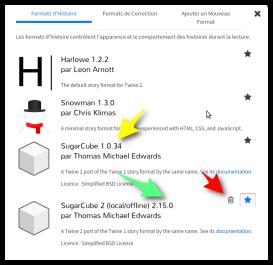 Formats d'Histoire
Formats de Correction
Ajouter un Nouveau
Format
Les formats d'histoire contrôlent l'apparence et le comportement des histoires durant la lecture.
H
Harlowe 1.2.2
par Leon Arnott
The default story format for Twine 2.
Snowman 1.3.0
par Chris Klimas
A minimal story format for experienced with HTML, CSS, and JavaScript.
SugarCube 1.0.34
par Thomas Michael Edwards
A Twine 2 port of the Twine 1 story format by the same name. See its documentation.
Licence : Simplified BSD License
SugarCube 2 (local/offline) 2.15.0
par Thomas Michael Edwards
A Twine 2 port of the Twine 1 story format by the same name. See its documentation.
Licence : Simplified BSD License